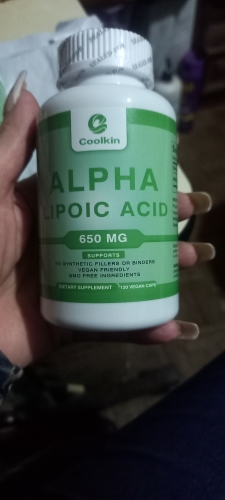 Coolkin
ALPHA
LIPOIC ACID
650 MG
SUPPORTS
NO SYNTHETIC FILLERS OR BINDERS
VEGAN FRIENDLY
GMO FREE INGREDIENTS
DIETARY SUPPLEMENT 120 VEGAN CAPS